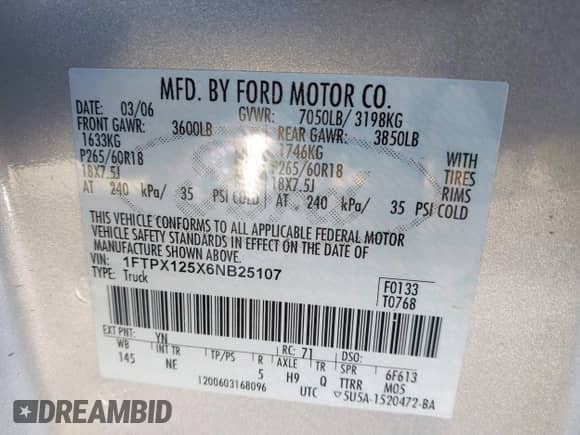 MFD. BY FORD MOTOR CO.
DATE: 03/06 GVWR: 7050LB/ 3198KG
FRONT GAWR: 3600LB REAR GAWR: 3850LB
1633KG 1746KG WITH
P265/60R18 P265/60R18 TIRES
18X7.5J 18X7.5J RIMS
AT 240 kPa/ 35 PSI COLD AT 240 kPa/ 35 PSI COLD
THIS VEHICLE CONFORMS TO ALL APPLICABLE FEDERAL MOTOR
VEHICLE SAFETY STANDARDS IN EFFECT ON THE DATE OF
MANUFACTURE SHOWN ABOVE.
VIN: 1FTPX125X6NB25107 F0133
TYPE: Truck T0768
EXT PNT: YN RC: 71 DSO:
WB INT TR TP/PS R AXLE TR SPR 6F613
145 NE 5 H9 Q TTRR M05
1200603168096 UTC ▽5U5A-1520472-BA
Ford
DREAMBID